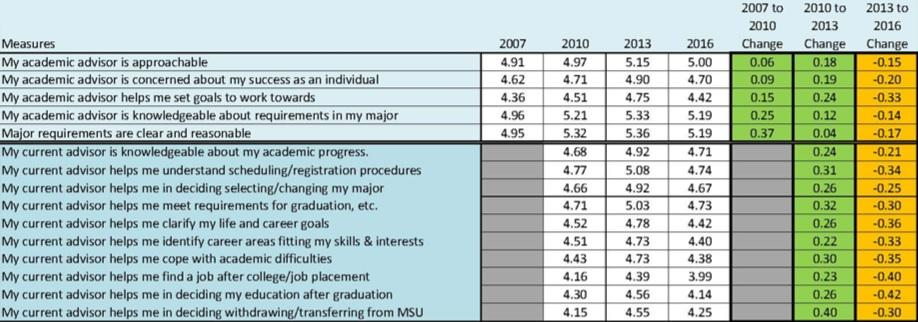 2007 to 2010 to 2013 to
2010 2013 2016
Measures 2007 2010 2013 2016 Change Change Change
My academic advisor is approachable 4.91 4.97 5.15 5.00 0.06 0.18 -0.15
My academic advisor is concerned about my success as an individual 4.62 4.71 4.90 4.70 0.09 0.19 -0.20
My academic advisor helps me set goals to work towards 4.36 4.51 4.75 4.42 0.15 0.24 -0.33
My academic advisor is knowledgeable about requirements in my major 4.96 5.21 5.33 5.19 0.25 0.12 -0.14
Major requirements are clear and reasonable 4.95 5.32 5.36 5.19 0.37 0.04 -0.17
My current advisor is knowledgeable about my academic progress. 4.68 4.92 4.71 0.24 -0.21
My current advisor helps me understand scheduling/registration procedures 4.77 5.08 4.74 0.31 -0.34
My current advisor helps me in deciding selecting/changing my major 4.66 4.92 4.67 0.26 -0.25
My current advisor helps me meet requirements for graduation, etc. 4.71 5.03 4.73 0.32 -0.30
My current advisor helps me clarify my life and career goals 4.52 4.78 4.42 0.26 -0.36
My current advisor helps me identify career areas fitting my skills & interests 4.51 4.73 4.40 0.22 -0.33
My current advisor helps me cope with academic difficulties 4.43 4.73 4.38 0.30 -0.35
My current advisor helps me find a job after college/job placement 4.16 4.39 3.99 0.23 -0.40
My current advisor helps me in deciding my education after graduation 4.30 4.56 4.14 0.26 -0.42
My current advisor helps me in deciding withdrawing/transferring from MSU 4.15 4.55 4.25 0.40 -0.30